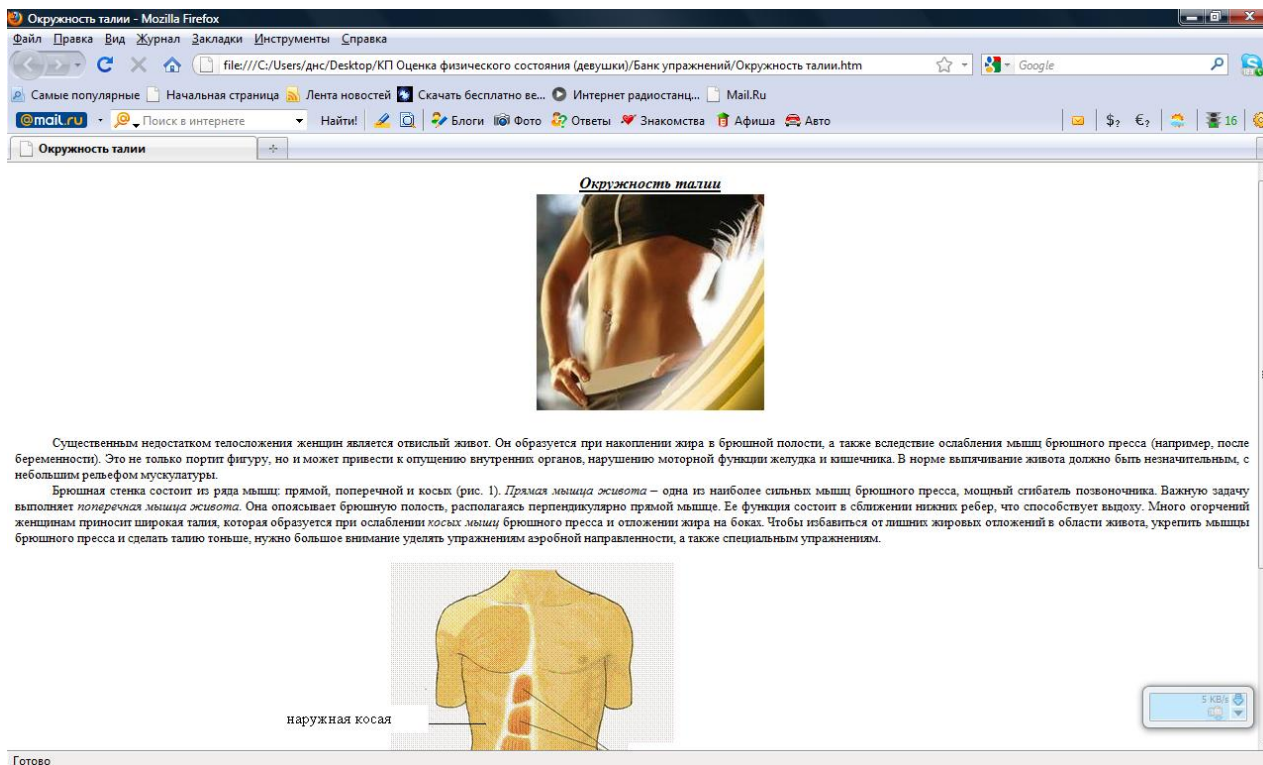 Окружность талии - Mozilla Firefox
Файл Правка Вид Журнал Закладки Инструменты Справка
file:///C:/Users/днс/Desktop/КП Оценка физического состояния (девушки)/Банк упражнений/Окружность талии.htm Google
Самые популярные Начальная страница Лента новостей Скачать бесплатно ве... Интернет радиостанц... Mail.Ru
@mail.ru Поиск в интернете Найти! Блоги Фото Ответы Знакомства Афиша Авто $? €? 16
Окружность талии
Окружность талии
Существенным недостатком телосложения женщин является отвислый живот. Он образуется при накоплении жира в брюшной полости, а также вследствие ослабления мышц брюшного пресса (например, после
беременности). Это не только портит фигуру, но и может привести к опущению внутренних органов, нарушению моторной функции желудка и кишечника. В норме выпячивание живота должно быть незначительным, с
небольшим рельефом мускулатуры.
Брюшная стенка состоит из ряда мышц: прямой, поперечной и косых (рис. 1). Прямая мышца живота – одна из наиболее сильных мышц брюшного пресса, мощный сгибатель позвоночника. Важную задачу
выполняет поперечная мышца живота. Она опоясывает брюшную полость, располагаясь перпендикулярно прямой мышце. Ее функция состоит в сближении нижних ребер, что способствует выдоху. Много огорчений
женщинам приносит широкая талия, которая образуется при ослаблении косых мышц брюшного пресса и отложении жира на боках. Чтобы избавиться от лишних жировых отложений в области живота, укрепить мышцы
брюшного пресса и сделать талию тоньше, нужно большое внимание уделять упражнениям аэробной направленности, а также специальным упражнениям.
наружная косая
5 KB/s
Готово